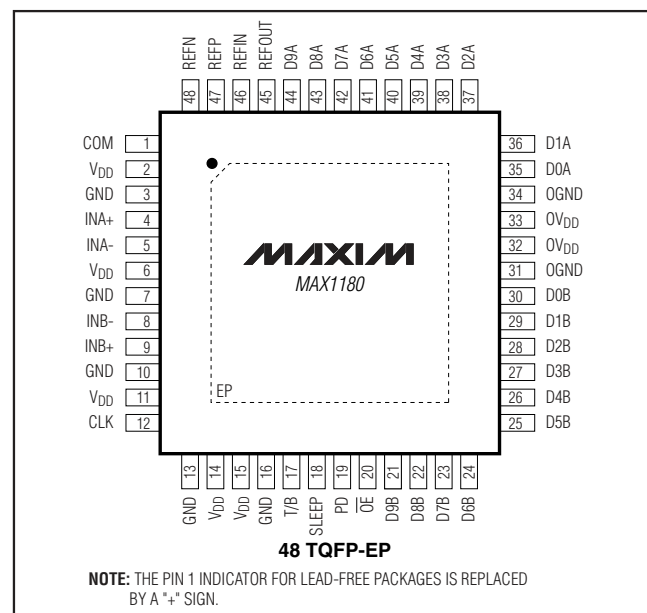 REFN
REFP
REFIN
REFOUT
D9A
D8A
D7A
D6A
D5A
D4A
D3A
D2A
48
47
46
45
44
43
42
41
40
39
38
37
COM 1
VDD 2
GND 3
INA+ 4
INA- 5
VDD 6
GND 7
INB- 8
INB+ 9
GND 10
VDD 11
CLK 12
MAXIM
MAX1180
EP
36 D1A
35 D0A
34 OGND
33 OVDD
32 OVDD
31 OGND
30 D0B
29 D1B
28 D2B
27 D3B
26 D4B
25 D5B
13
14
15
16
17
18
19
20
21
22
23
24
GND
VDD
VDD
GND
T/B
SLEEP
PD
O̅E̅
D9B
D8B
D7B
D6B
48 TQFP-EP
NOTE: THE PIN 1 INDICATOR FOR LEAD-FREE PACKAGES IS REPLACED
BY A "+" SIGN.